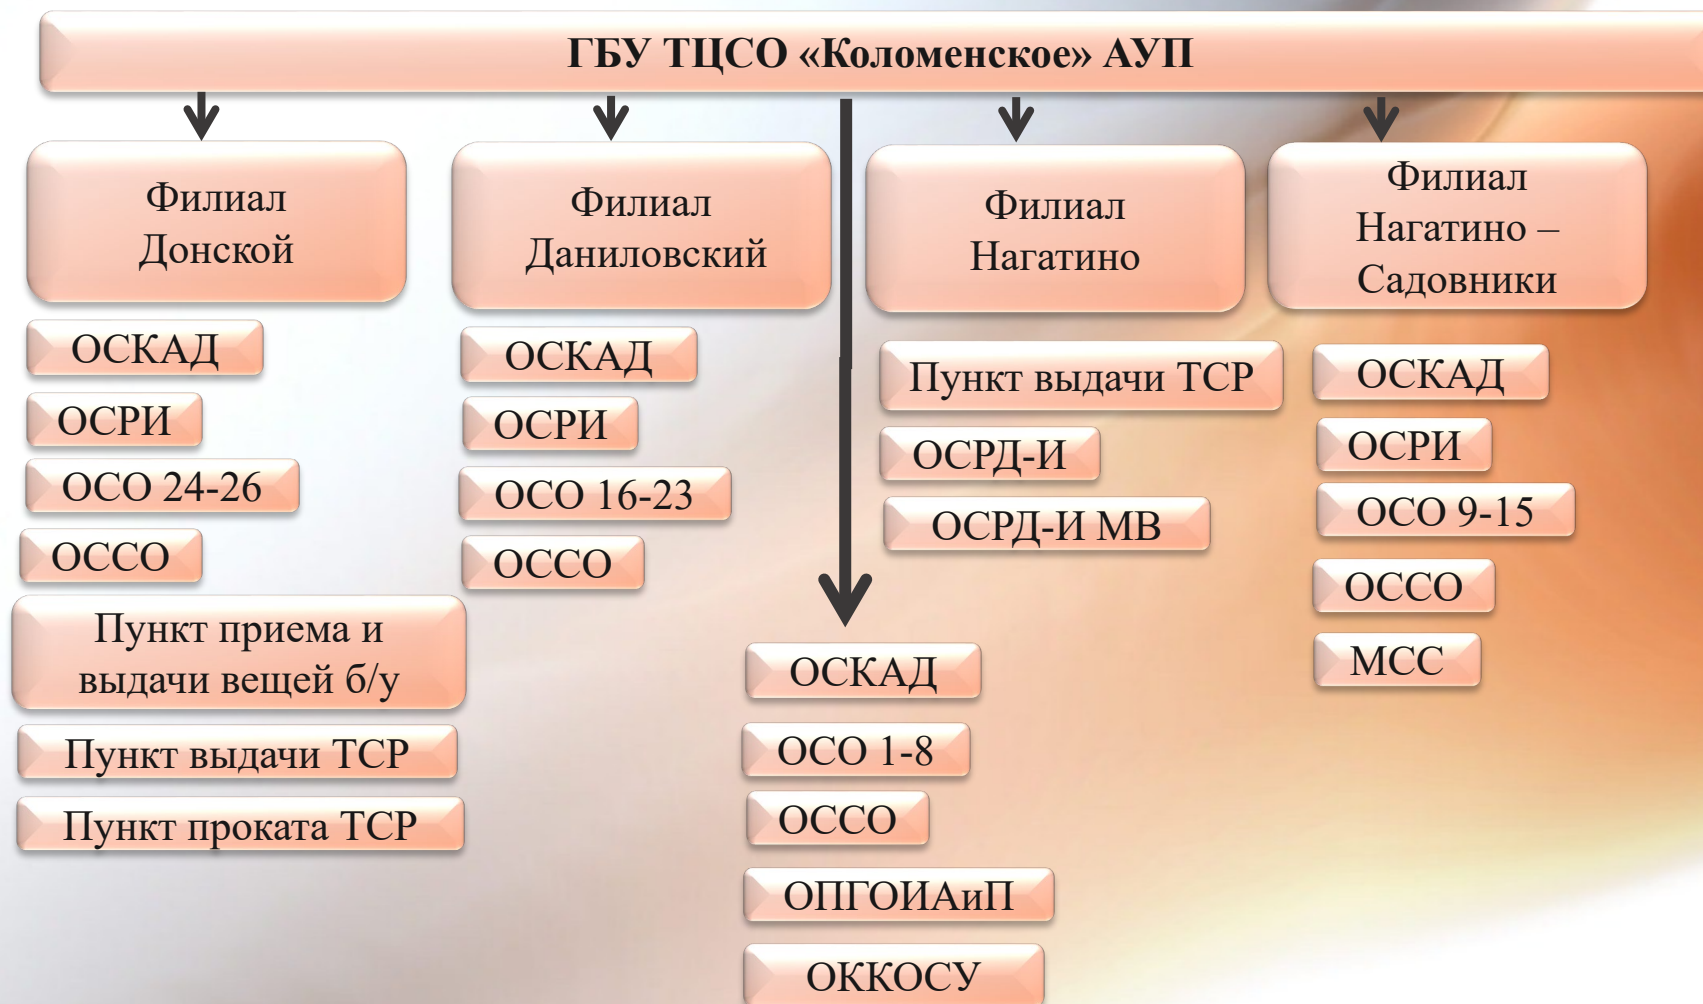 ГБУ ТЦСО «Коломенское» АУП
Филиал
Донской
ОСКАД
ОСРИ
ОСО 24-26
ОССО
Пункт приема и
выдачи вещей б/у
Пункт выдачи ТСР
Пункт проката ТСР
Филиал
Даниловский
ОСКАД
ОСРИ
ОСО 16-23
ОССО
ОСКАД
ОСО 1-8
ОССО
ОПГОИАиП
ОККОСУ
Филиал
Нагатино
Пункт выдачи ТСР
ОСРД-И
ОСРД-И МВ
Филиал
Нагатино –
Садовники
ОСКАД
ОСРИ
ОСО 9-15
ОССО
МСС